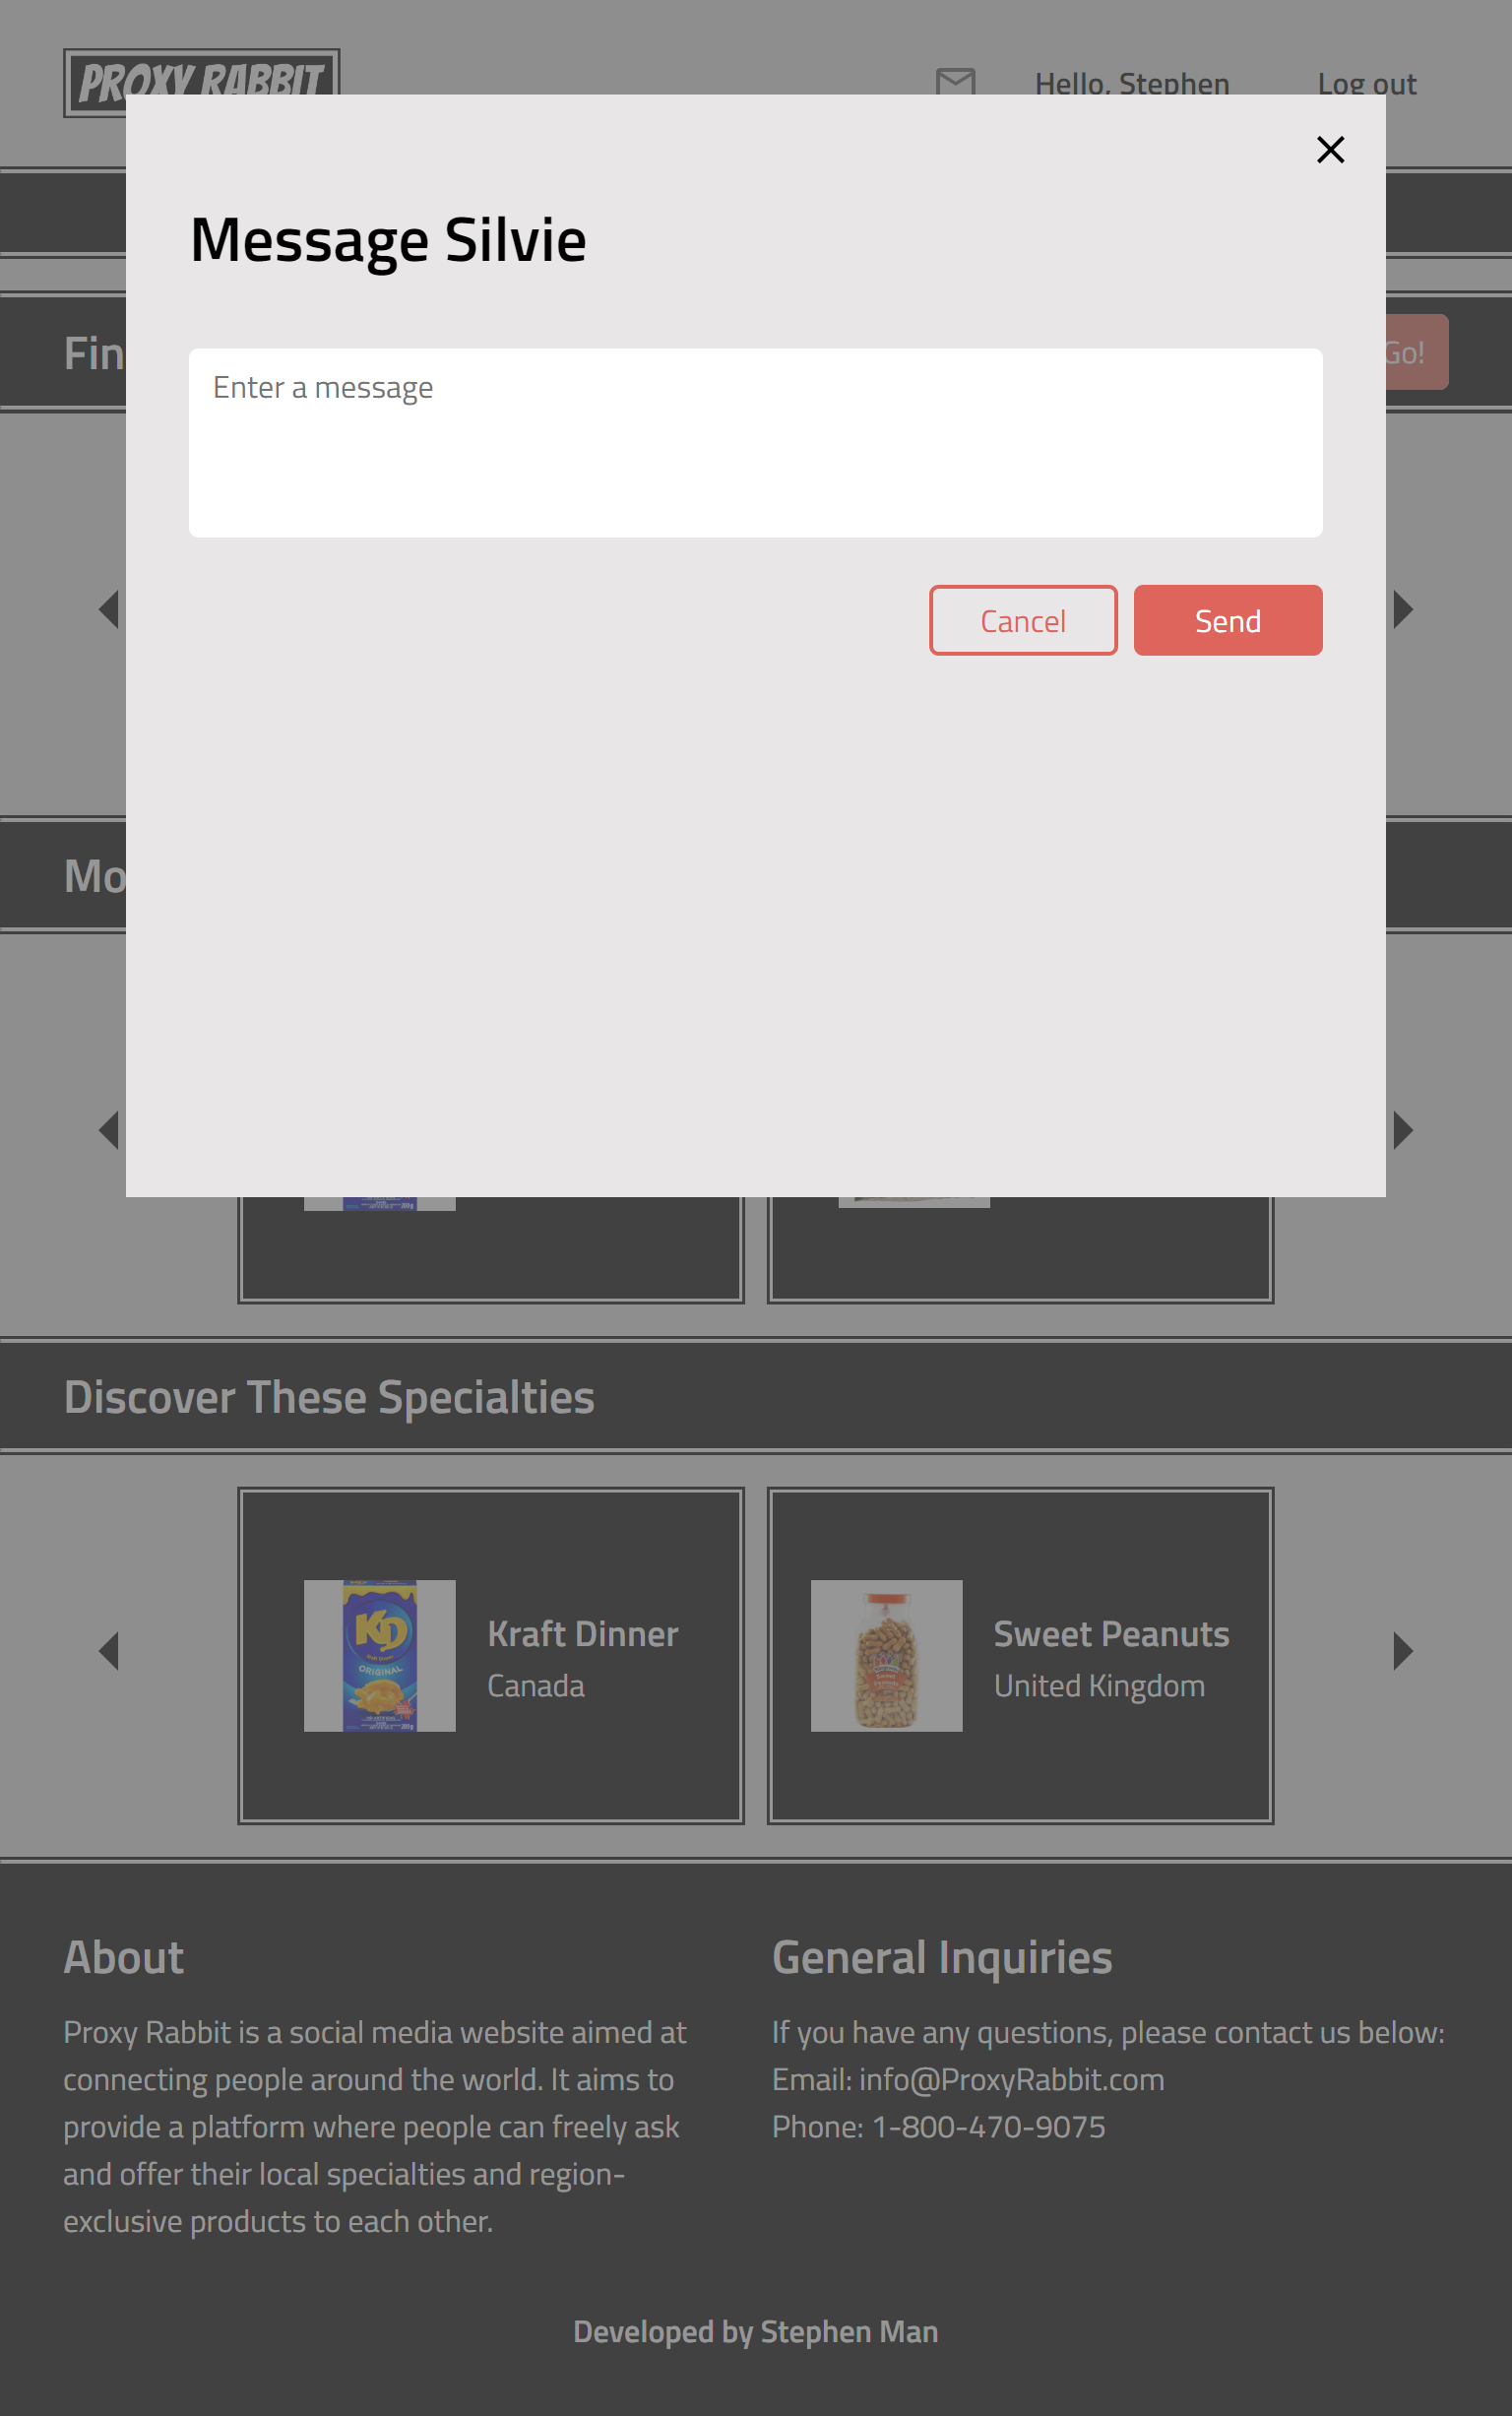 PROXY RABBIT
Hello, Stephen
Log out
Message Silvie
Enter a message
Cancel
Send
Fin
Go!
Mo
Discover These Specialties
KD
ORIGINAL
Kraft Dinner
Canada
Sweet Peanuts
United Kingdom
About
Proxy Rabbit is a social media website aimed at
connecting people around the world. It aims to
provide a platform where people can freely ask
and offer their local specialties and region-
exclusive products to each other.
General Inquiries
If you have any questions, please contact us below:
Email: info@ProxyRabbit.com
Phone: 1-800-470-9075
Developed by Stephen Man